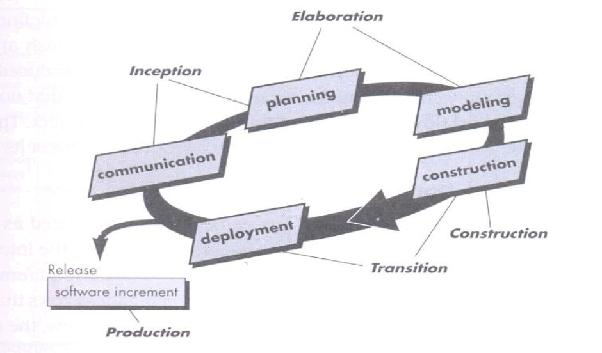 Elaboration
Inception
planning
modeling
communication
construction
deployment
Construction
Transition
Release
software increment
Production